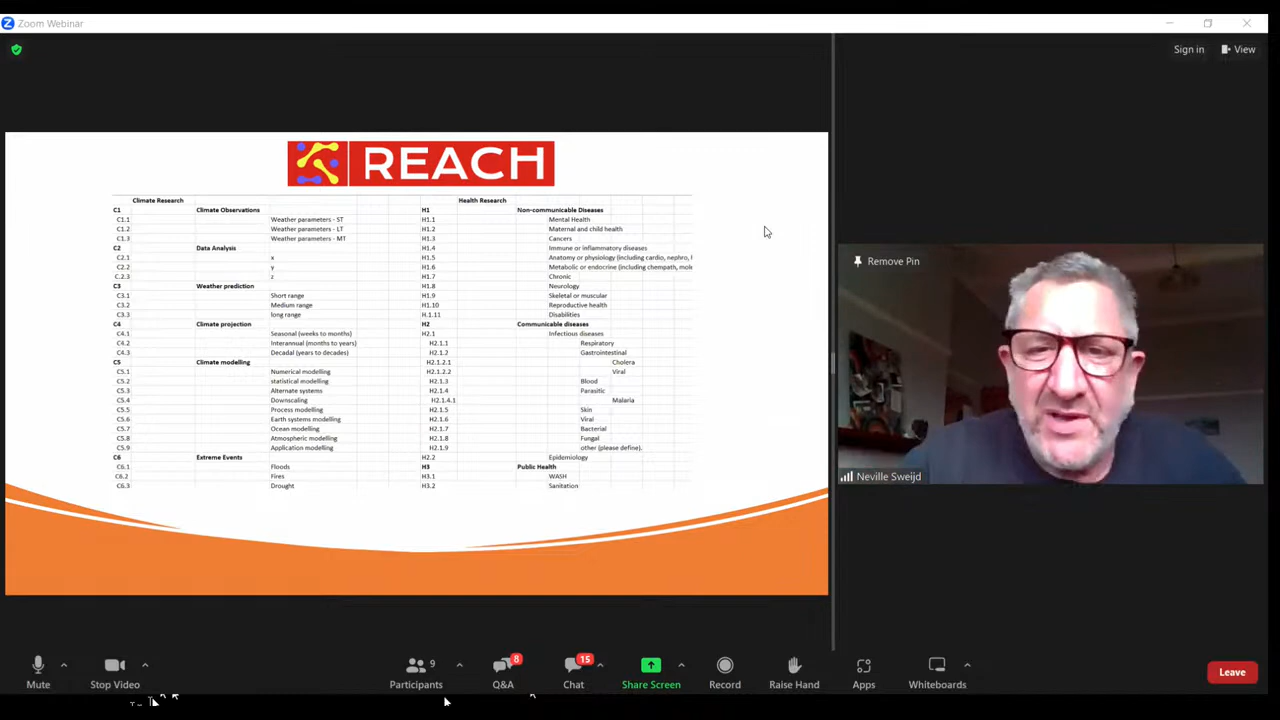 Zoom Webinar
Sign in View
REACH
Climate Research Health Research
C1 Climate Observations H1 Non-communicable Diseases
C1.1 Weather parameters - ST H1.1 Mental Health
C1.2 Weather parameters - LT H1.2 Maternal and child health
C1.3 Weather parameters - MT H1.3 Cancers
C2 Data Analysis H1.4 Immune or inflammatory diseases
C2.1 x H1.5 Anatomy or physiology (including cardio, nephro,
C2.2 y H1.6 Metabolic or endocrine (including chempath, mole
C.2.3 z H1.7 Chronic
C3 Weather prediction H1.8 Neurology
C3.1 Short range H1.9 Skeletal or muscular
C3.2 Medium range H1.10 Reproductive health
C3.3 long range H.1.11 Disabilities
C4 Climate projection H2 Communicable diseases
C4.1 Seasonal (weeks to months) H2.1 Infectious diseases
C4.2 Interannual (months to years) H2.1.1 Respiratory
C4.3 Decadal (years to decades) H2.1.2 Gastrointestinal
C5 Climate modelling H2.1.2.1 Cholera
C5.1 Numerical modelling H2.1.2.2 Viral
C5.2 statistical modelling H2.1.3 Blood
C5.3 Alternate systems H2.1.4 Parasitic
C5.4 Downscaling H2.1.4.1 Malaria
C5.5 Process modelling H2.1.5 Skin
C5.6 Earth systems modelling H2.1.6 Viral
C5.7 Ocean modelling H2.1.7 Bacterial
C5.8 Atmospheric modelling H2.1.8 Fungal
C5.9 Application modelling H2.1.9 other (please define).
C6 Extreme Events H2.2 Epidemiology
C6.1 Floods H3 Public Health
C6.2 Fires H3.1 WASH
C6.3 Drought H3.2 Sanitation
Remove Pin
Neville Sweijd
Mute Stop Video Participants 9 Q&A 8 Chat 15 Share Screen Record Raise Hand Apps Whiteboards Leave